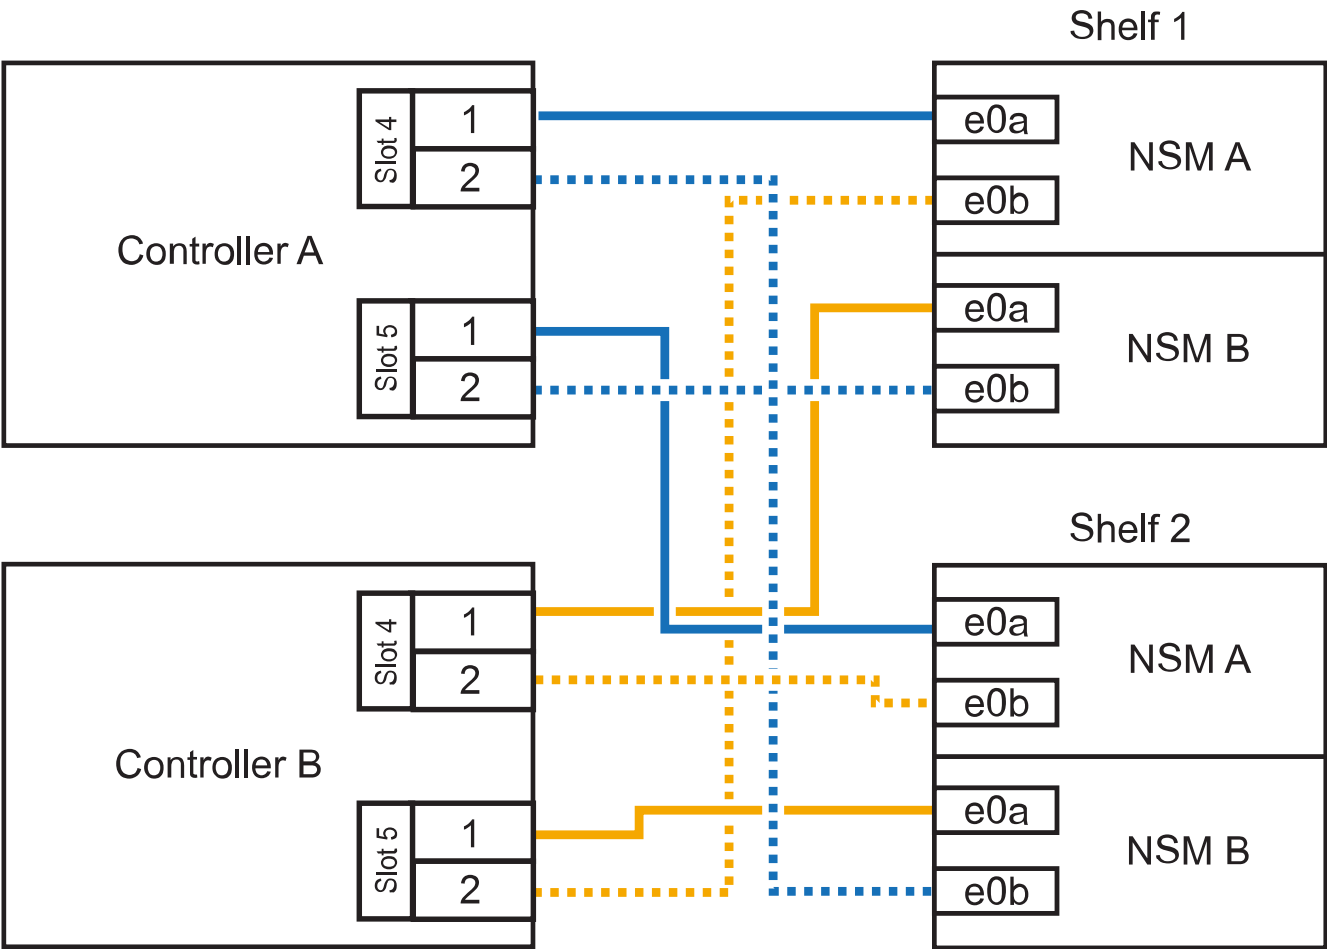 Shelf 1
Controller A
Slot 4
1
2
Slot 5
1
2
e0a
e0b
NSM A
e0a
e0b
NSM B
Shelf 2
Controller B
Slot 4
1
2
Slot 5
1
2
e0a
e0b
NSM A
e0a
e0b
NSM B